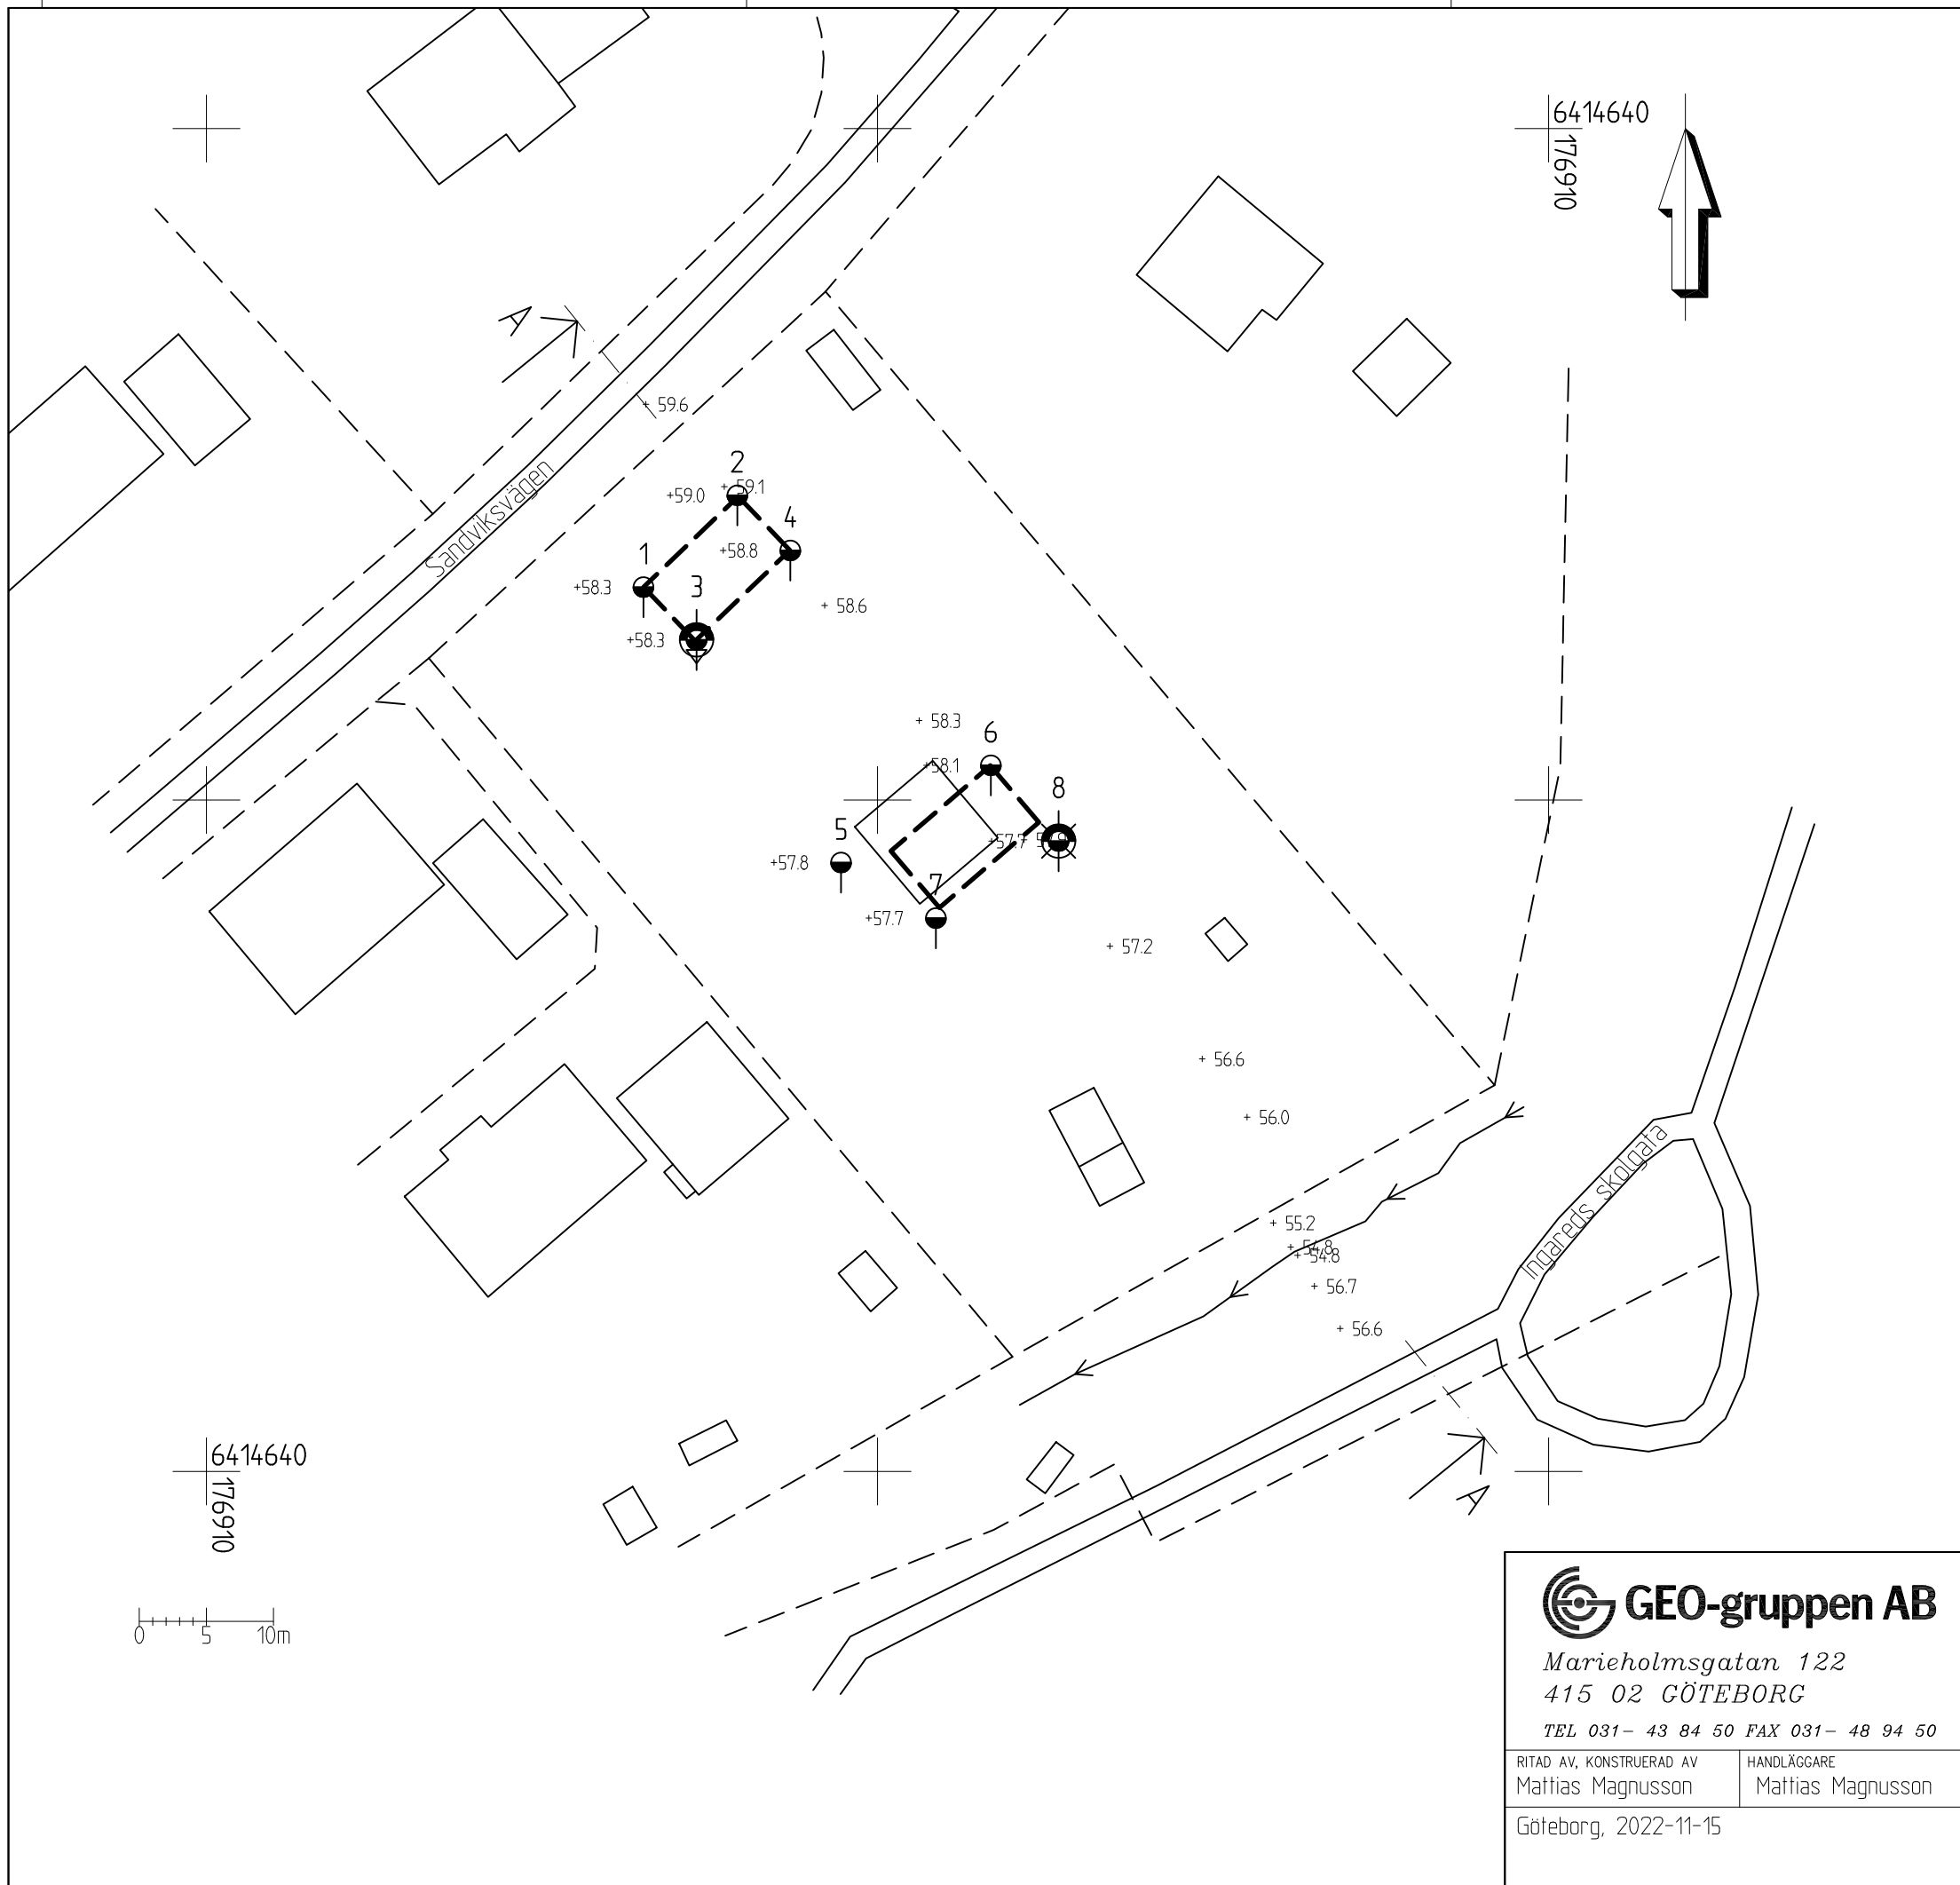 6414640
176910
A
+ 59.6
Sandviksvägen
2
+ 59.1
+59.0
4
+58.8
1
+58.3
3
+ 58.6
+58.3
+ 58.3
6
+58.1
8
5
+57.7
+57.8
7
+57.7
+ 57.2
+ 56.6
+ 56.0
Ingareds skolgata
+ 55.2
+ 54.8
+ 54.8
+ 56.7
+ 56.6
A
6414640
176910
0 5 10m
GEO-gruppen AB
Marieholmsgatan 122
415 02 GÖTEBORG
TEL 031- 43 84 50 FAX 031- 48 94 50
RITAD AV, KONSTRUERAD AV
Mattias Magnusson
HANDLÄGGARE
Mattias Magnusson
Göteborg, 2022-11-15